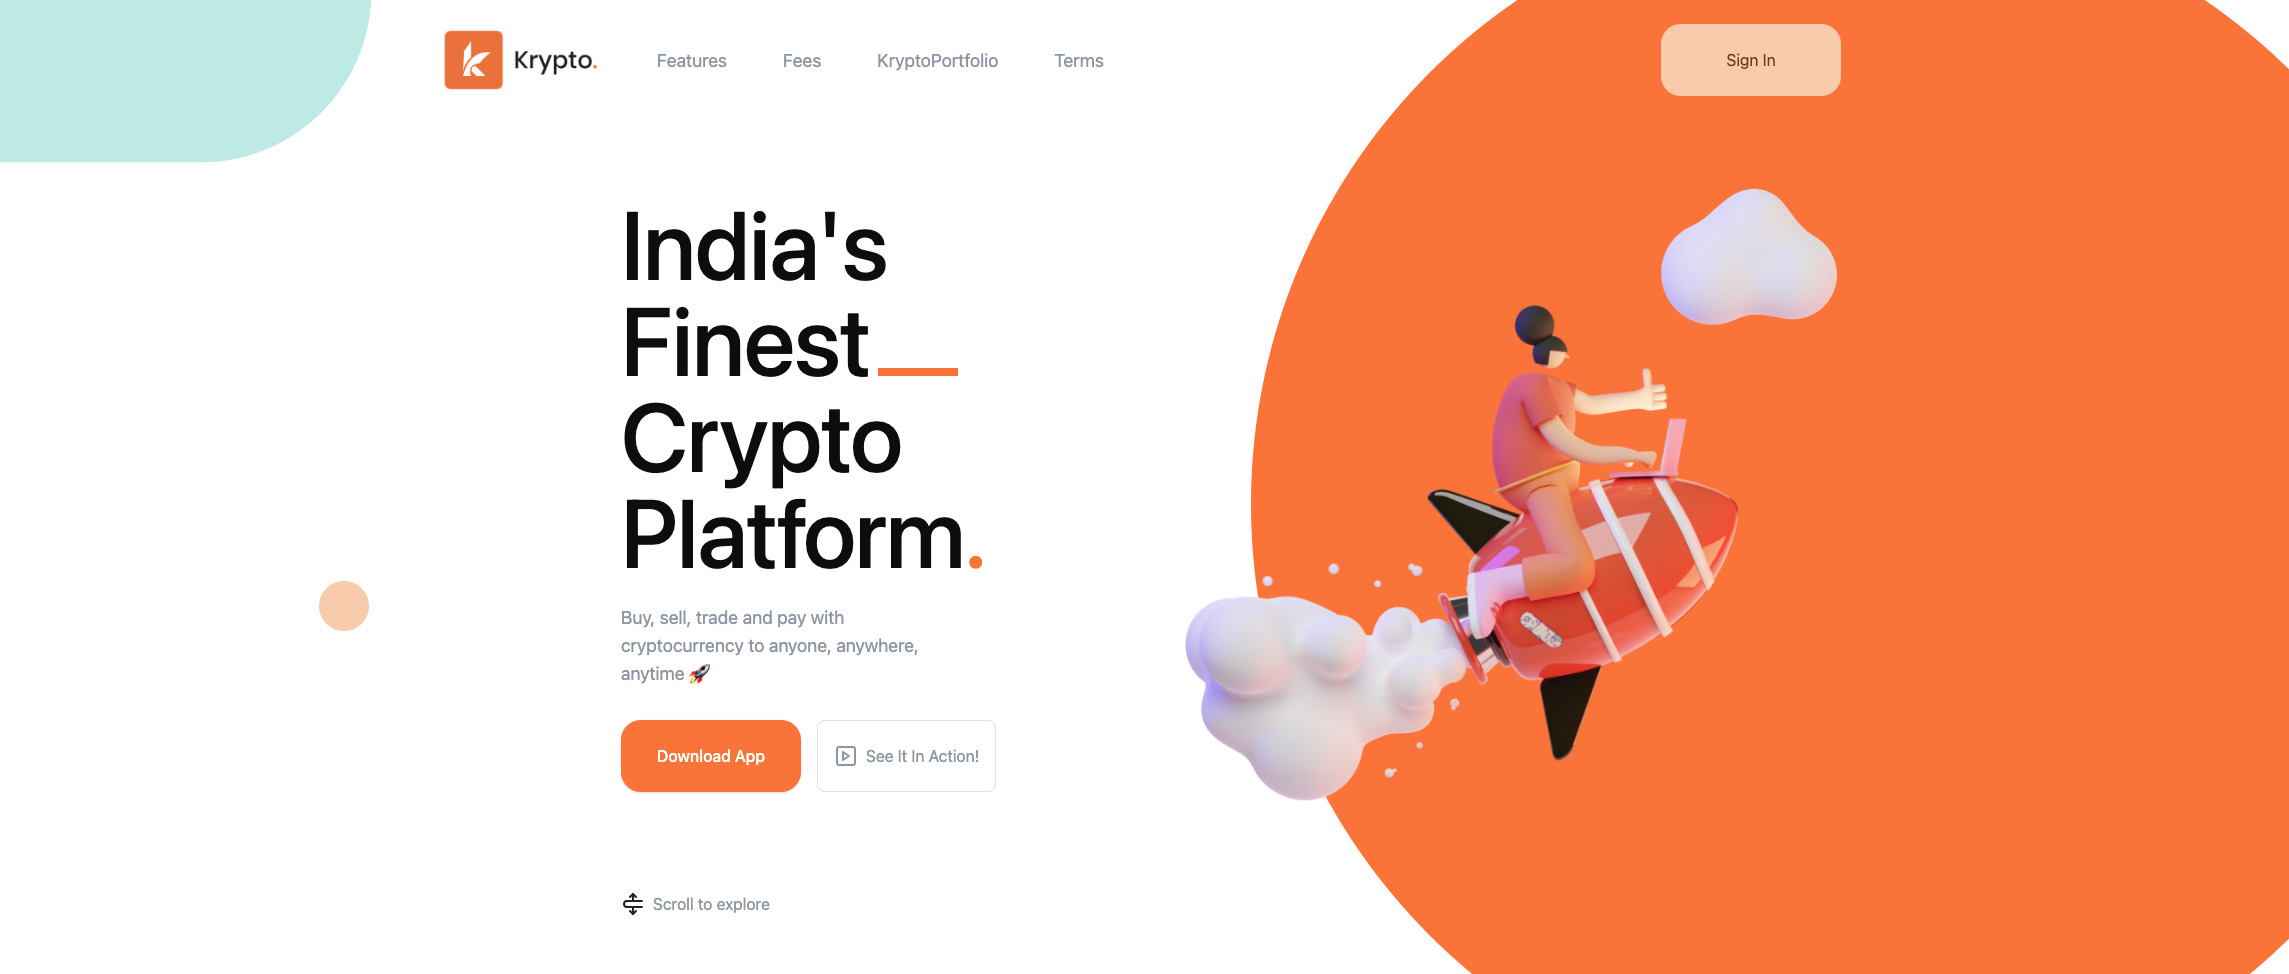 Krypto.
Features
Fees
KryptoPortfolio
Terms
Sign In
India's
Finest
Crypto
Platform.
Buy, sell, trade and pay with
cryptocurrency to anyone, anywhere,
anytime 🚀
Download App
See It In Action!
Scroll to explore